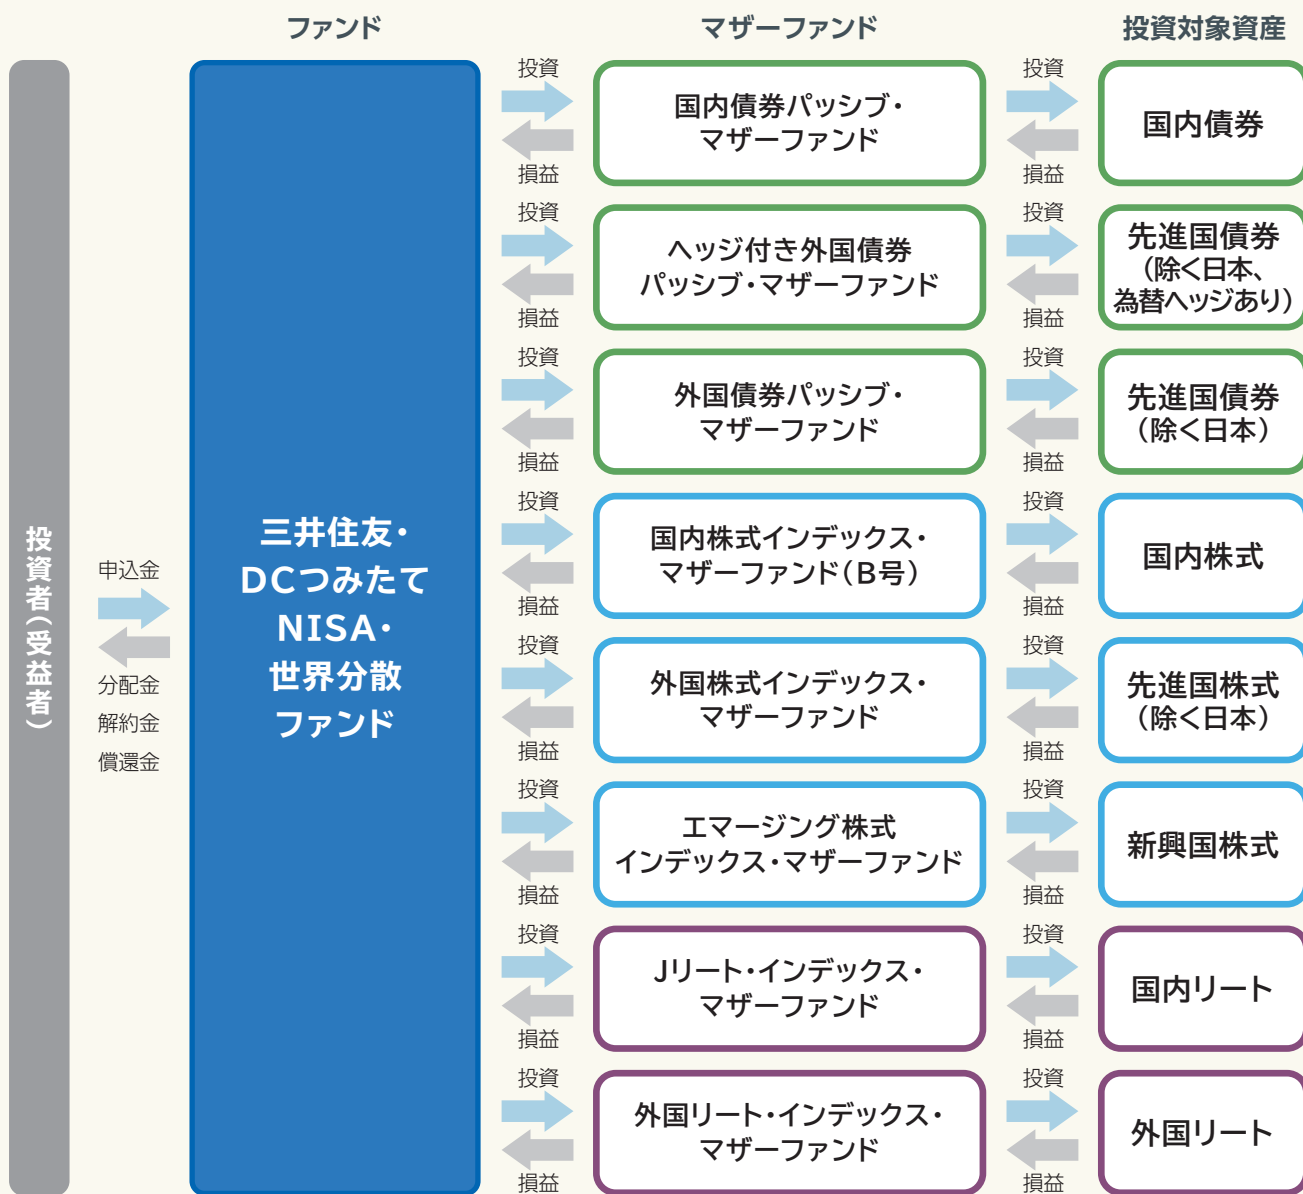 ファンド
マザーファンド
投資対象資産
投資者(受益者)
申込金
分配金
解約金
償還金
三井住友・
DCつみたて
NISA・
世界分散
ファンド
投資
損益
国内債券パッシブ・
マザーファンド
投資
損益
国内債券
投資
損益
ヘッジ付き外国債券
パッシブ・マザーファンド
投資
損益
先進国債券
(除く日本、
為替ヘッジあり)
投資
損益
外国債券パッシブ・
マザーファンド
投資
損益
先進国債券
(除く日本)
投資
損益
国内株式インデックス・
マザーファンド(B号)
投資
損益
国内株式
投資
損益
外国株式インデックス・
マザーファンド
投資
損益
先進国株式
(除く日本)
投資
損益
エマージング株式
インデックス・マザーファンド
投資
損益
新興国株式
投資
損益
Jリート・インデックス・
マザーファンド
投資
損益
国内リート
投資
損益
外国リート・インデックス・
マザーファンド
投資
損益
外国リート